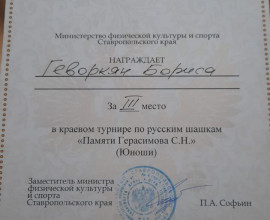 Министерство физической культуры и спорта
Ставропольского края
НАГРАЖДАЕТ
Геворкян Бориса
За III место
в краевом турнире по русским шашкам
«Памяти Герасимова С.Н.»
(Юноши)
Заместитель министра
физической культуры
и спорта
Ставропольского края
П.А. Софьин